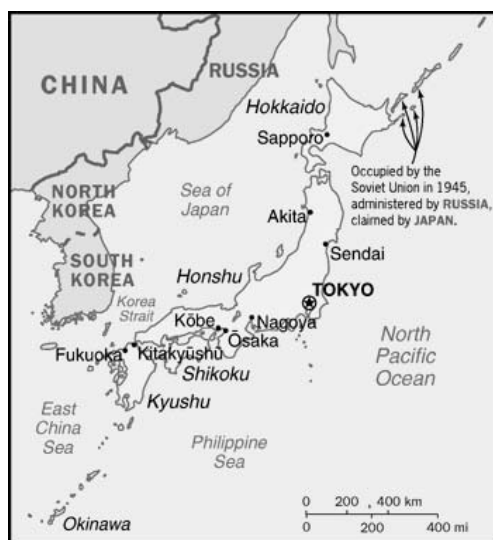 CHINA
RUSSIA
Hokkaido
Sapporo
Occupied by the
Soviet Union in 1945,
administered by RUSSIA,
claimed by JAPAN.
NORTH
KOREA
Sea of
Japan
Akita
Sendai
SOUTH
KOREA
Honshu
TOKYO
Korea
Strait
Kōbe
Nagoya
Ōsaka
North
Pacific
Ocean
Fukuoka
Kitakyūshū
Shikoku
Kyushu
East
China
Sea
Philippine
Sea
Okinawa
0 200 400 km
0 200 400 mi